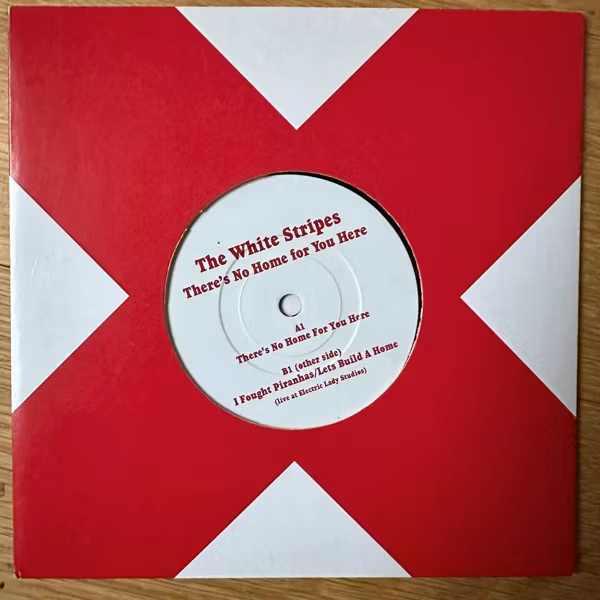 The White Stripes
There's No Home for You Here
A1
There's No Home For You Here
B1 (other side)
I Fought Piranhas/Lets Build A Home
(live at Electric Lady Studios)